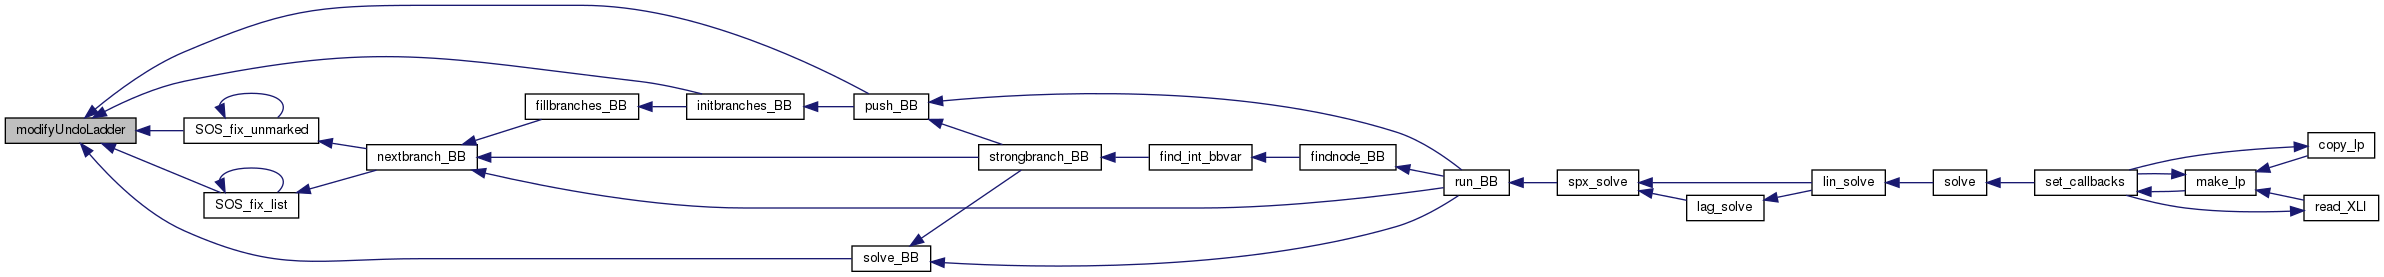 modifyUndoLadder
SOS_fix_unmarked
SOS_fix_list
nextbranch_BB
fillbranches_BB
initbranches_BB
push_BB
solve_BB
strongbranch_BB
find_int_bbvar
findnode_BB
run_BB
spx_solve
lag_solve
lin_solve
solve
set_callbacks
make_lp
copy_lp
read_XLI